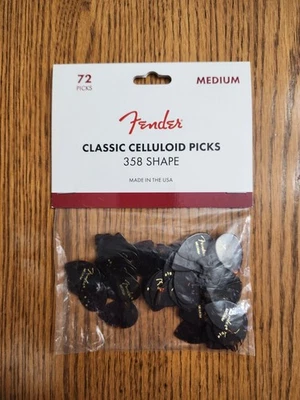 72
PICKS
MEDIUM
Fender
CLASSIC CELLULOID PICKS
358 SHAPE
MADE IN THE USA